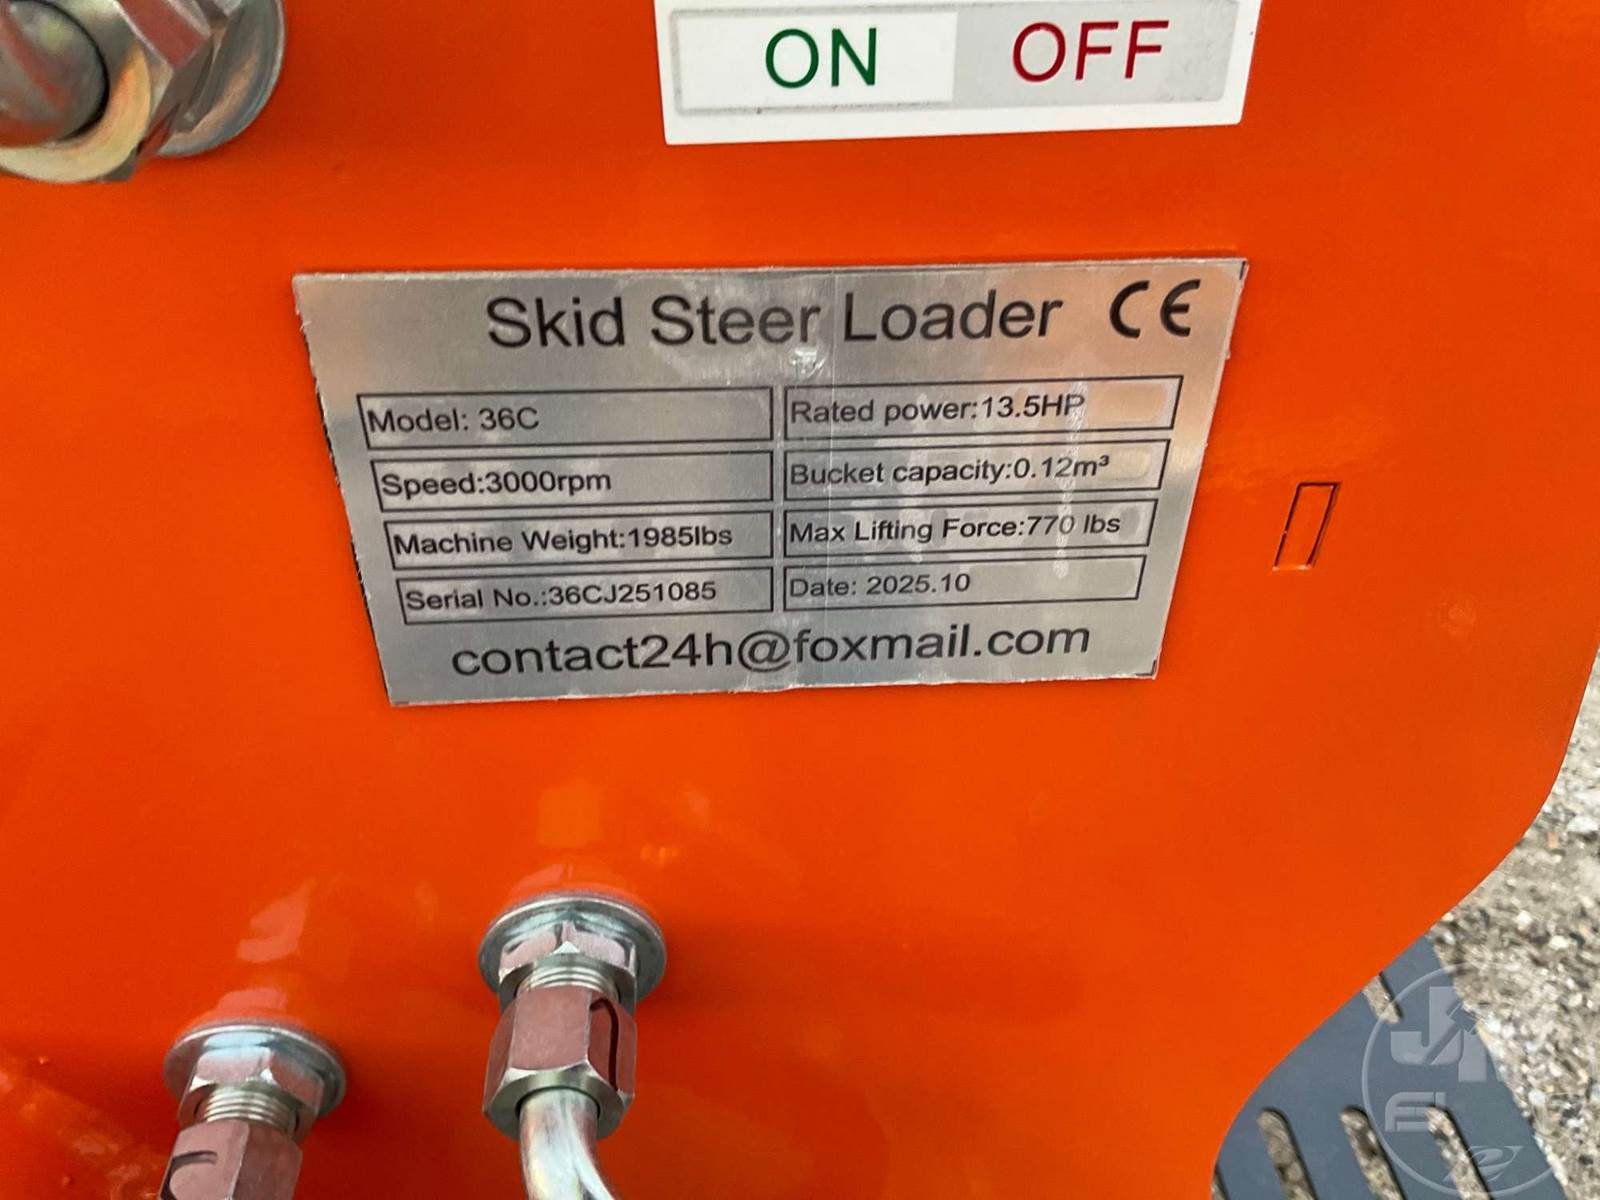 ON OFF
Skid Steer Loader CE
Model: 36C
Rated power:13.5HP
Speed:3000rpm
Bucket capacity:0.12m³
Machine Weight:1985lbs
Max Lifting Force:770 lbs
Serial No.:36CJ251085
Date: 2025.10
contact24h@foxmail.com